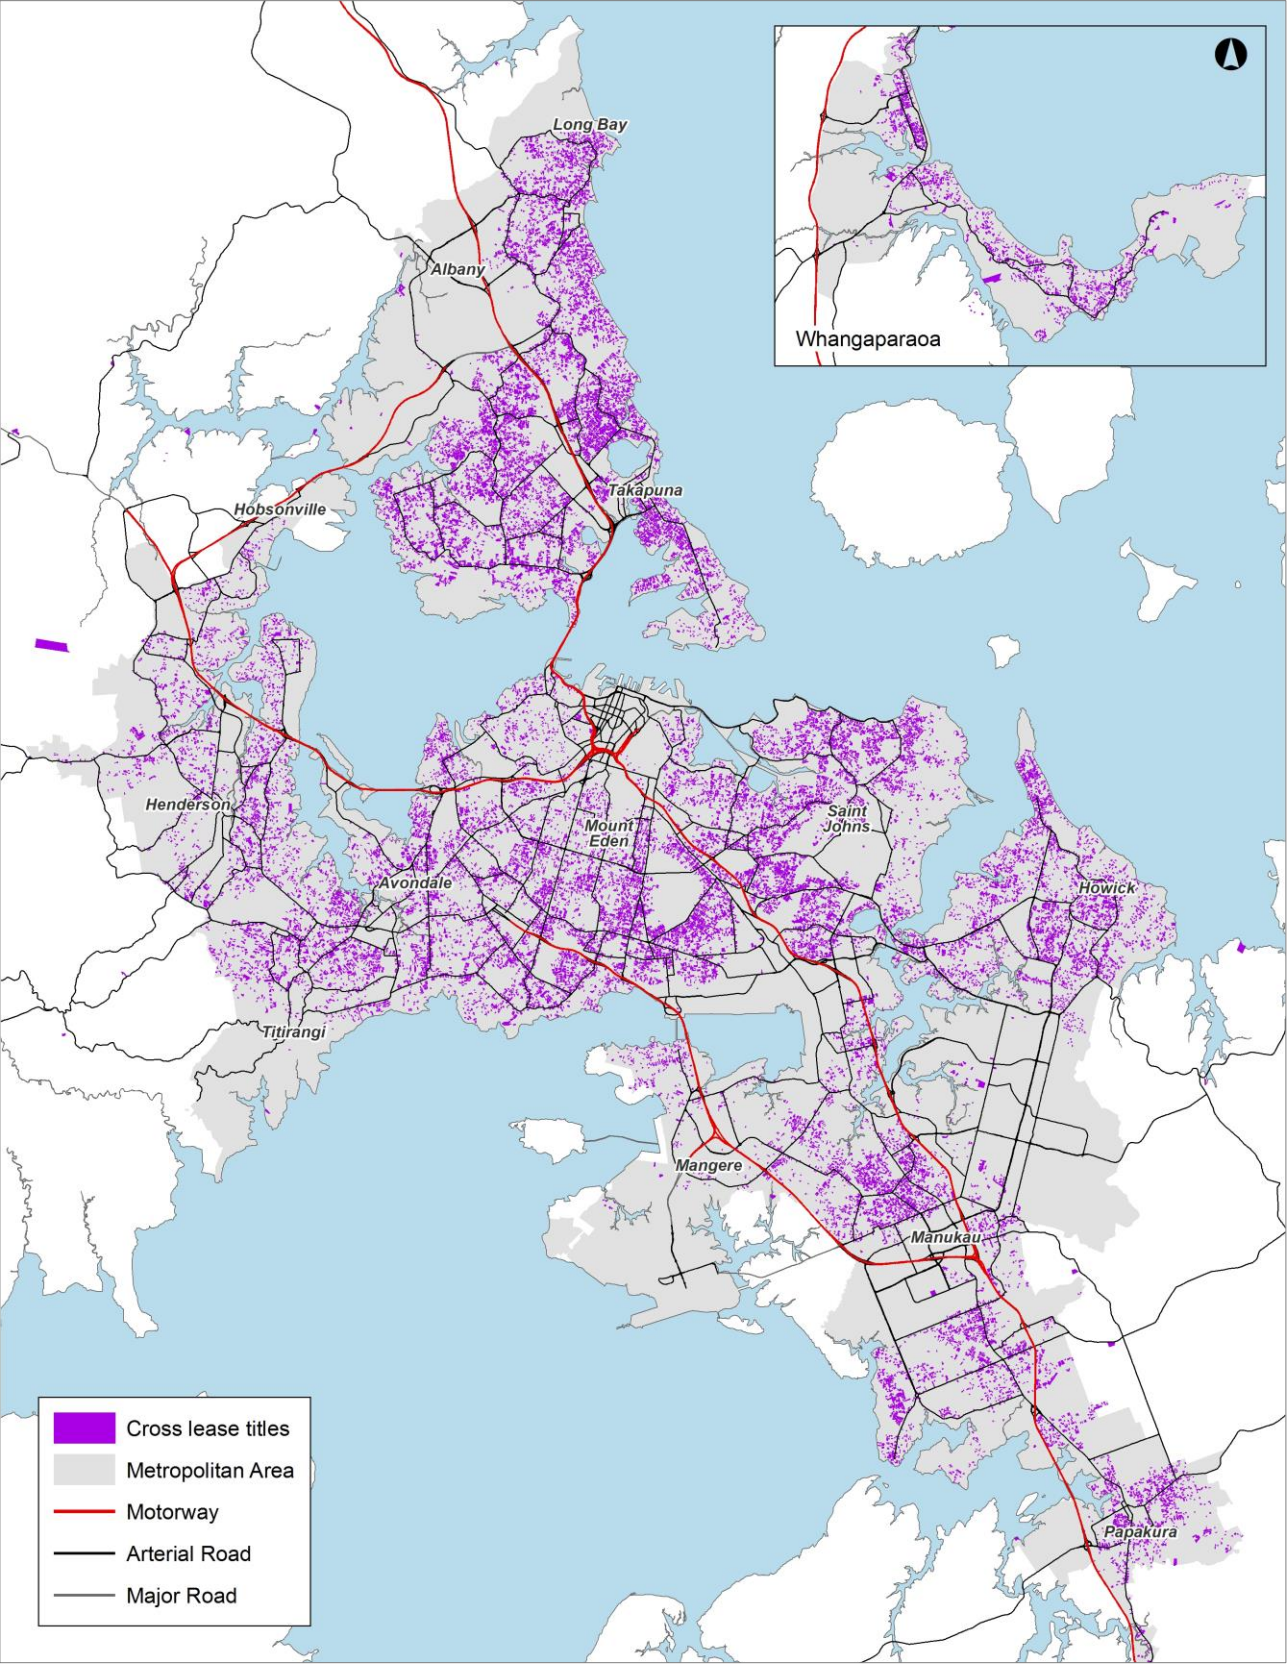 Long Bay
Albany
Whangaparaoa
Takapuna
Hobsonville
Henderson
Mount
Eden
Saint
Johns
Avondale
Howick
Titirangi
Mangere
Manukau
Papakura
Cross lease titles
Metropolitan Area
Motorway
Arterial Road
Major Road